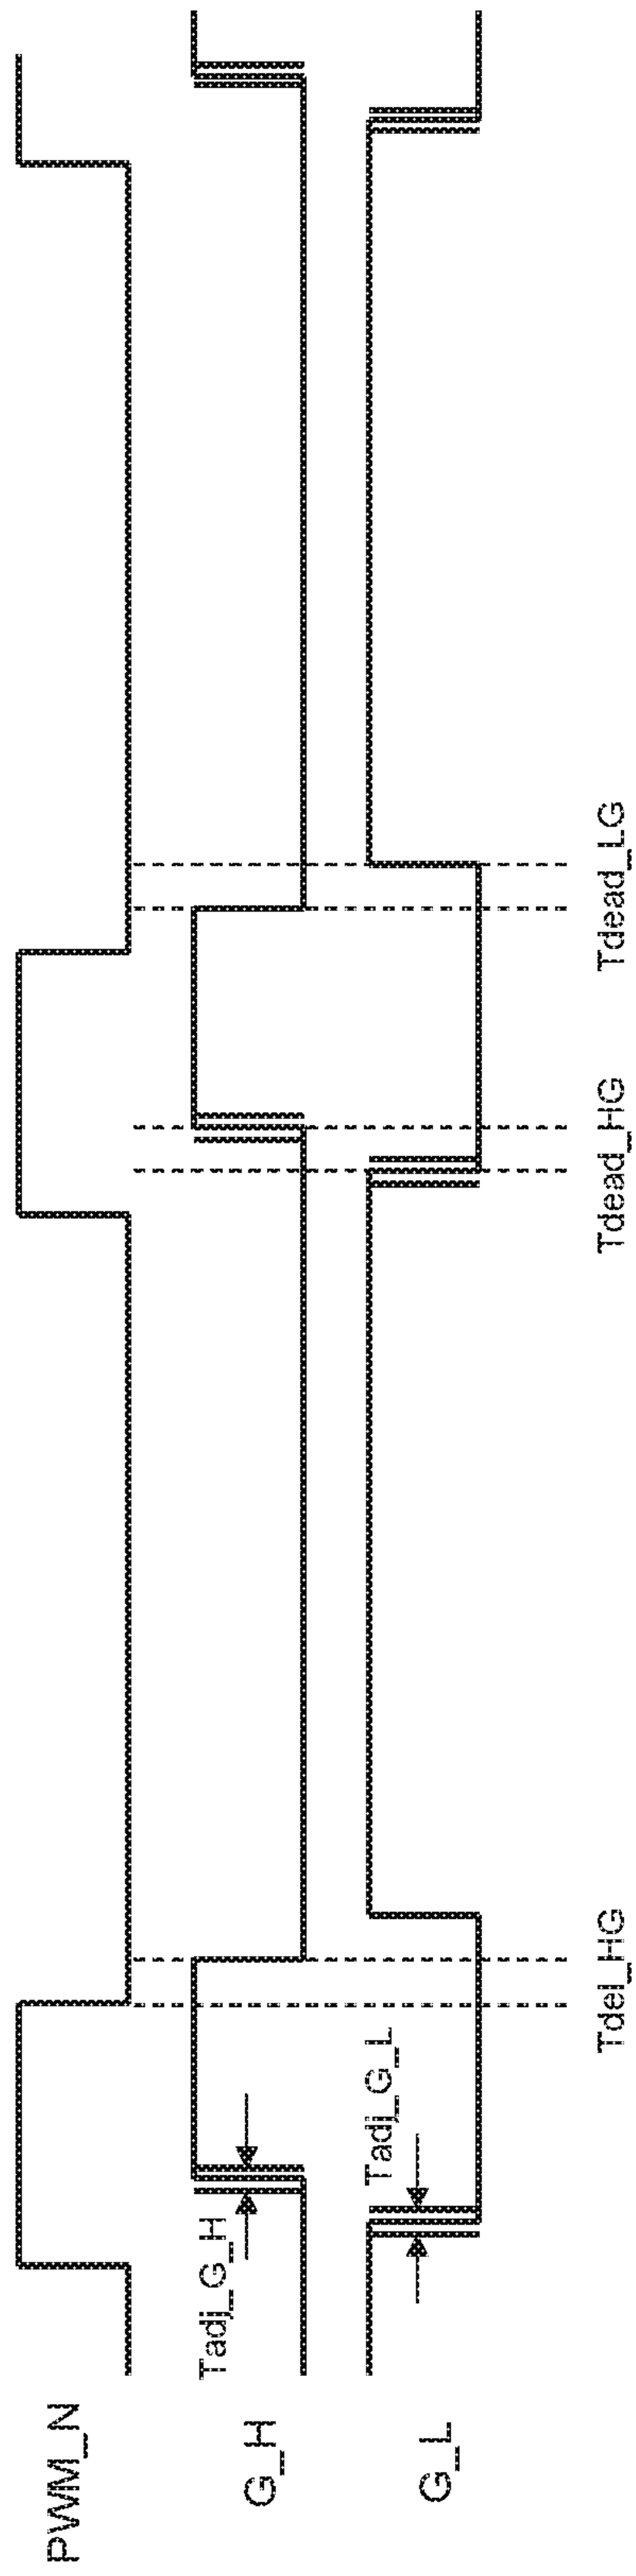 PWM_N
G_H
Tadj_G_H
G_L
Tadj_G_L
Tdel_HG
Tdead_HG
Tdead_LG